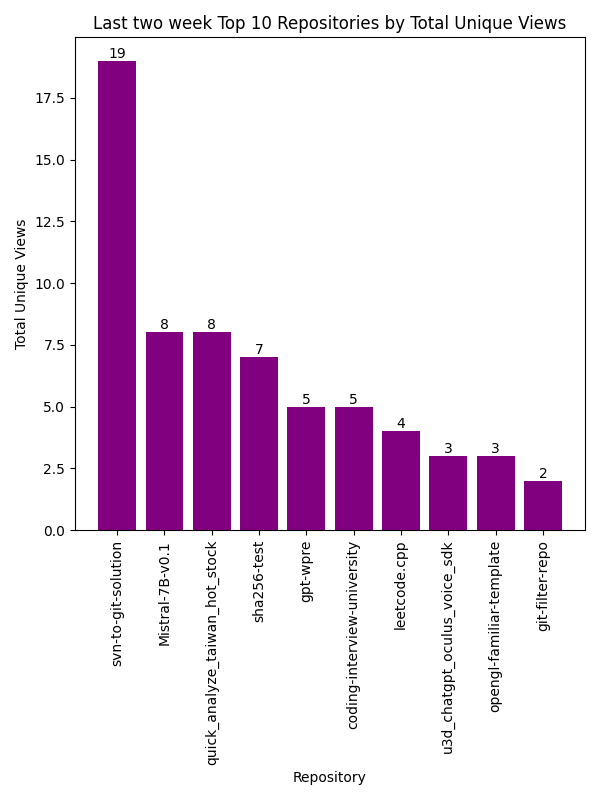 Last two week Top 10 Repositories by Total Unique Views
19
8
8
7
5
5
4
3
3
2
17.5
15.0
12.5
10.0
7.5
5.0
2.5
0.0
Total Unique Views
svn-to-git-solution
Mistral-7B-v0.1
quick_analyze_taiwan_hot_stock
sha256-test
gpt-wpre
coding-interview-university
leetcode.cpp
u3d_chatgpt_oculus_voice_sdk
opengl-familiar-template
git-filter-repo
Repository